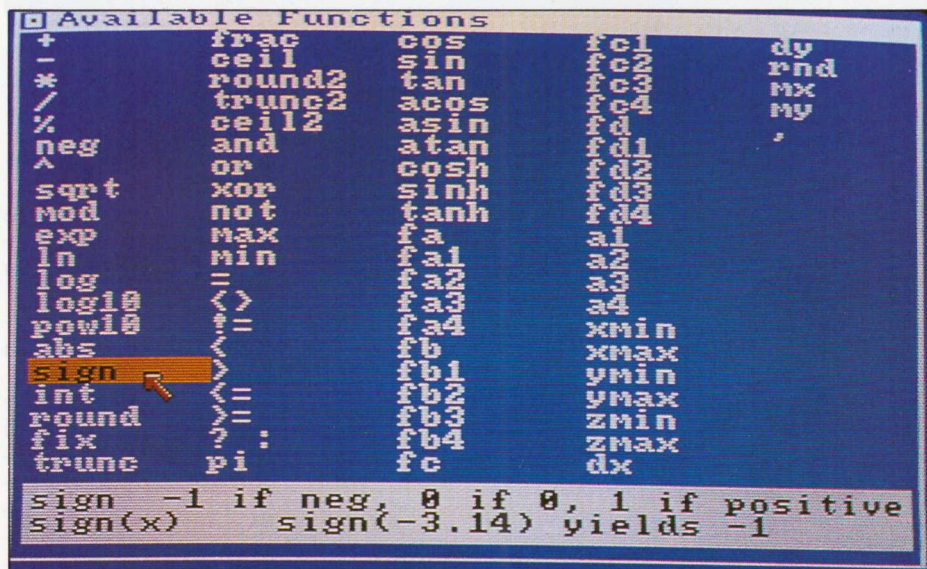 Available Functions
+
-
*
/
%
neg
^
sqrt
mod
exp
ln
log
log10
pow10
abs
sign
int
round
fix
trunc
frac
ceil
round2
trunc2
ceil2
and
or
xor
not
max
min
=
<>
!=
<
>
<=
>=
? :
pi
cos
sin
tan
acos
asin
atan
cosh
sinh
tanh
fa
fa1
fa2
fa3
fa4
fb
fb1
fb2
fb3
fb4
fc
fc1
fc2
fc3
fc4
fd
fd1
fd2
fd3
fd4
a1
a2
a3
a4
xmin
xmax
ymin
ymax
zmin
zmax
dx
dy
rnd
mx
my
,
sign -1 if neg, 0 if 0, 1 if positive
sign(x) sign(-3.14) yields -1